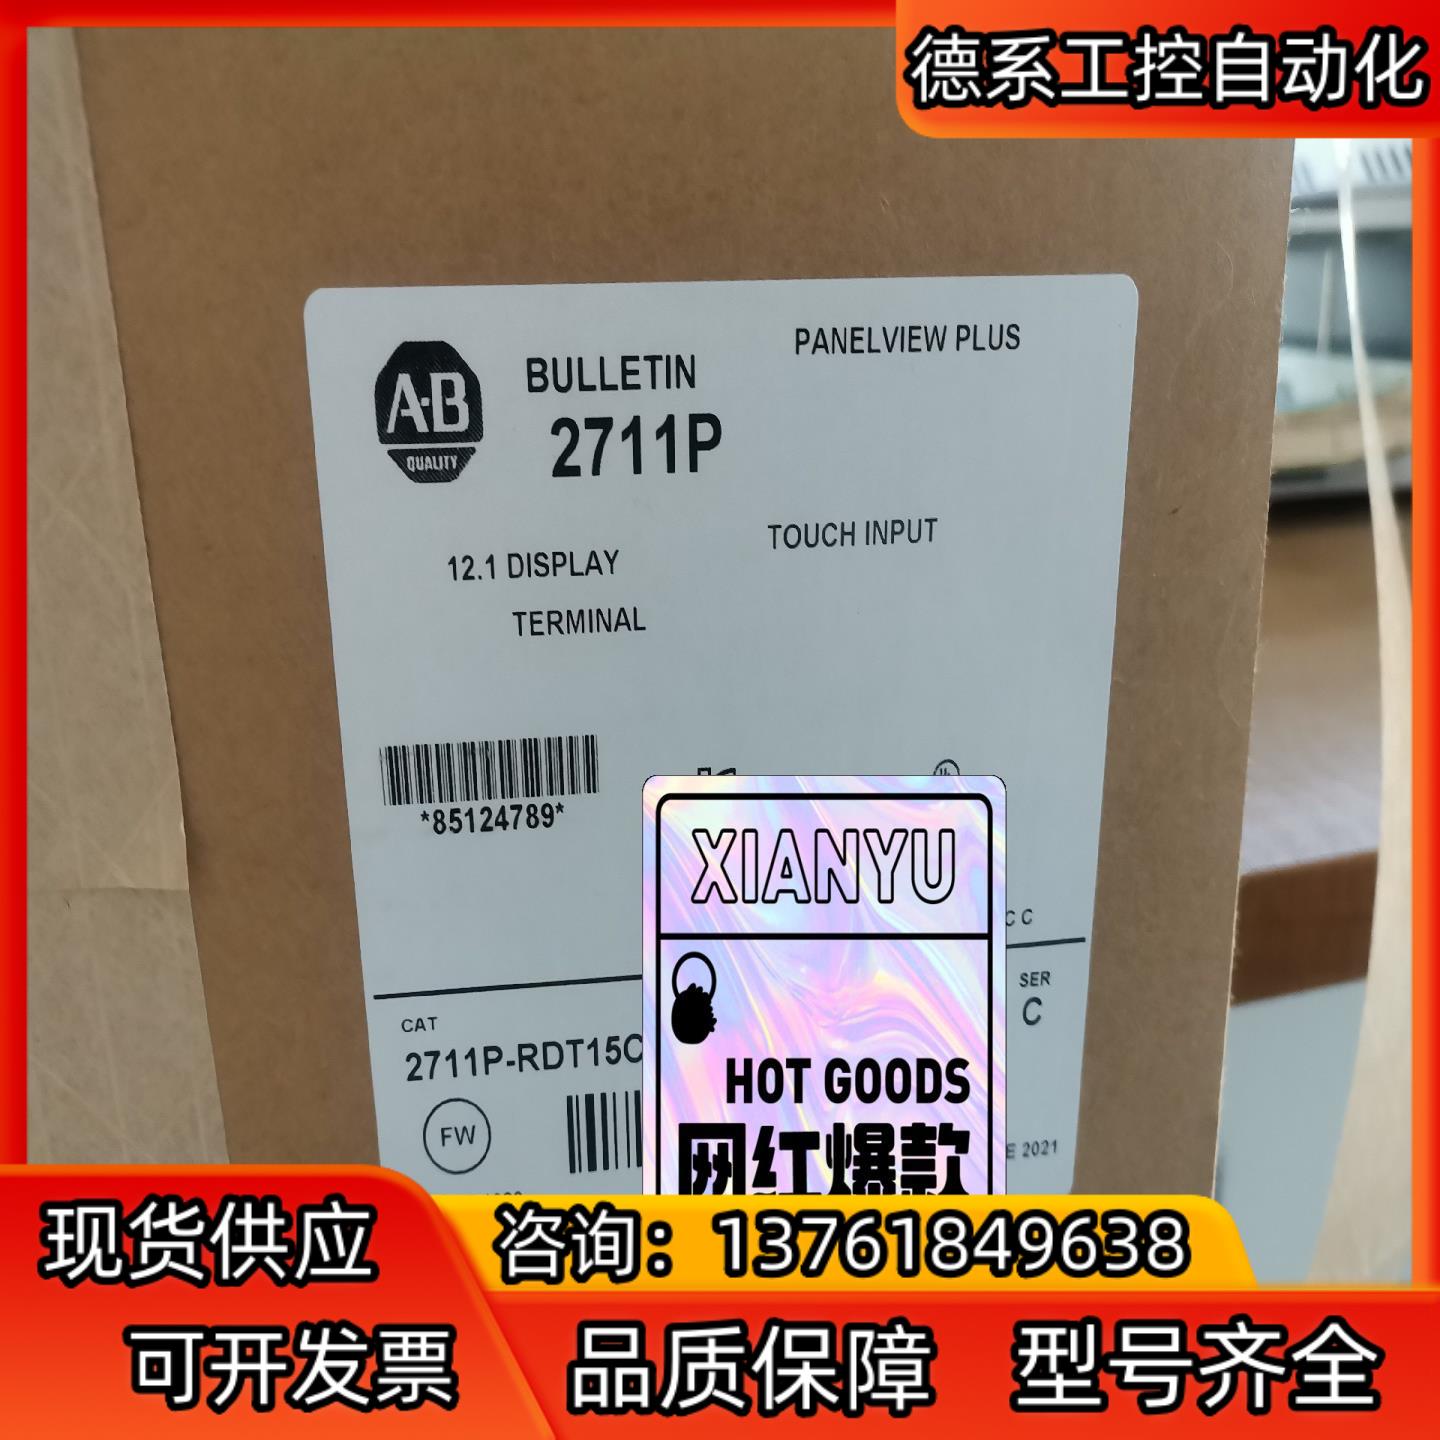 德系工控自动化
PANELVIEW PLUS
A-B
QUALITY
BULLETIN
2711P
TOUCH INPUT
12.1 DISPLAY
TERMINAL
*85124789*
XIANYU
SER
C
CAT
2711P-RDT15C
HOT GOODS
FW
网红爆款
2021
现货供应
咨询：13761849638
可开发票 品质保障 型号齐全